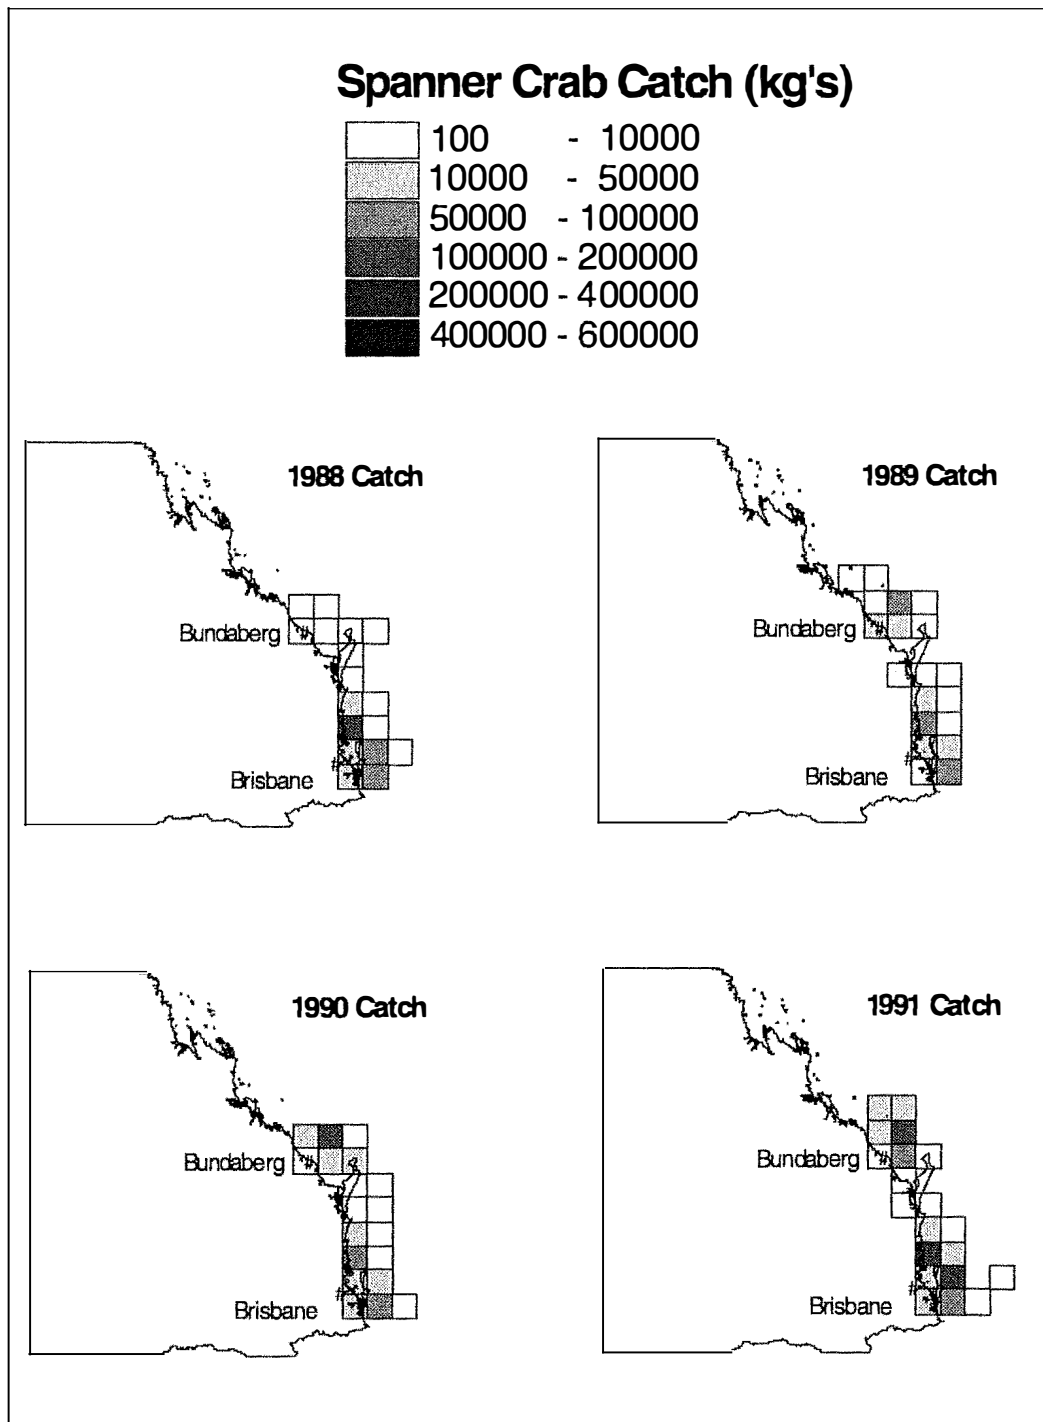 Spanner Crab Catch (kg's)
100 - 10000
10000 - 50000
50000 - 100000
100000 - 200000
200000 - 400000
400000 - 600000
1988 Catch
Bundaberg
#
#
Brisbane
1989 Catch
Bundaberg
#
#
Brisbane
1990 Catch
Bundaberg
#
#
Brisbane
1991 Catch
Bundaberg
#
#
Brisbane